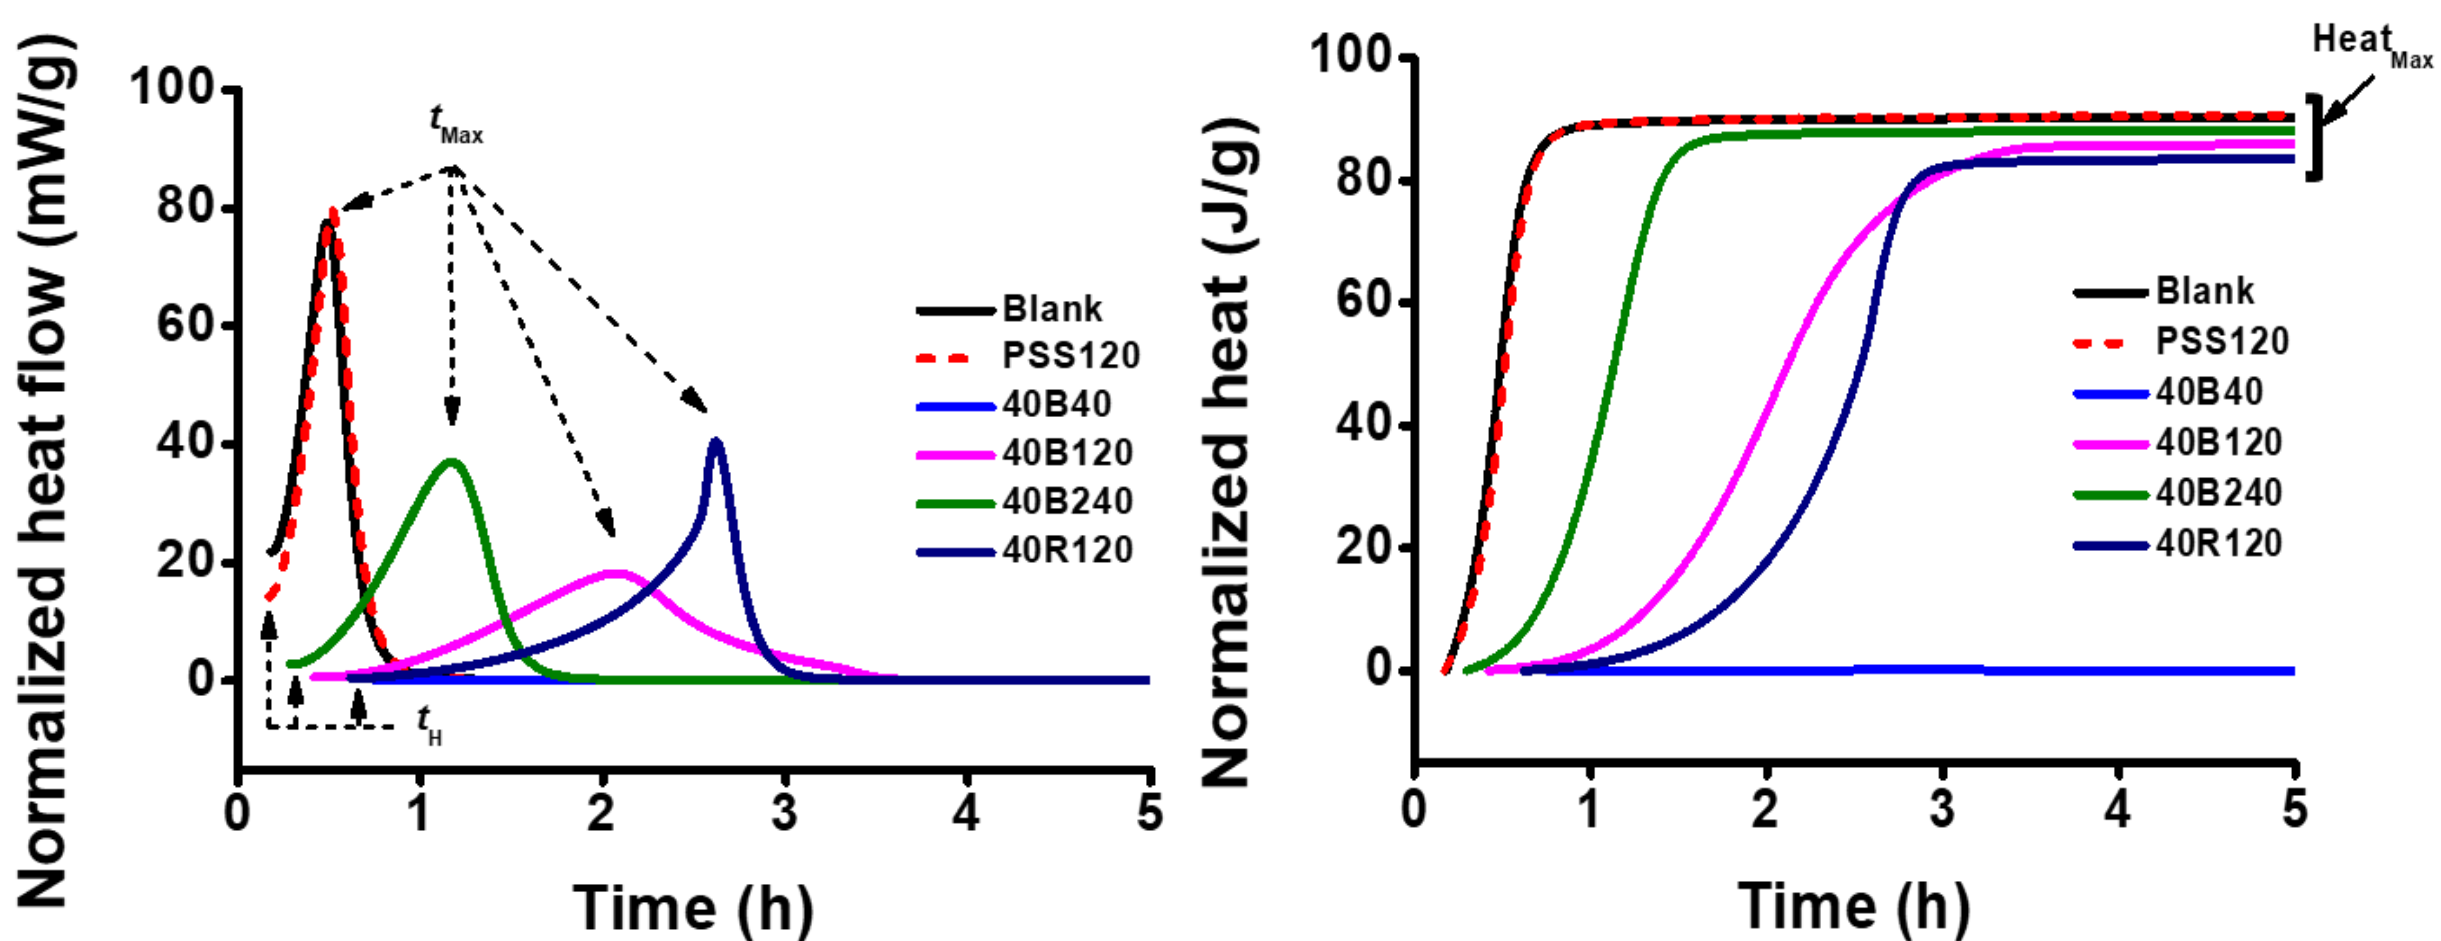 Normalized heat flow (mW/g)
100
80
60
40
20
0
tMax
tH
Blank
PSS120
40B40
40B120
40B240
40R120
0 1 2 3 4 5
Time (h)
Normalized heat (J/g)
100
80
60
40
20
0
HeatMax
Blank
PSS120
40B40
40B120
40B240
40R120
0 1 2 3 4 5
Time (h)